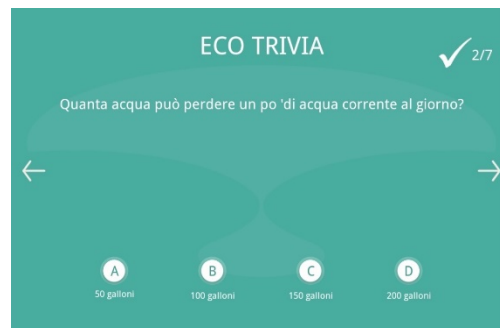 ECO TRIVIA
2/7
Quanta acqua può perdere un po 'di acqua corrente al giorno?
A
B
C
D
50 galloni
100 galloni
150 galloni
200 galloni